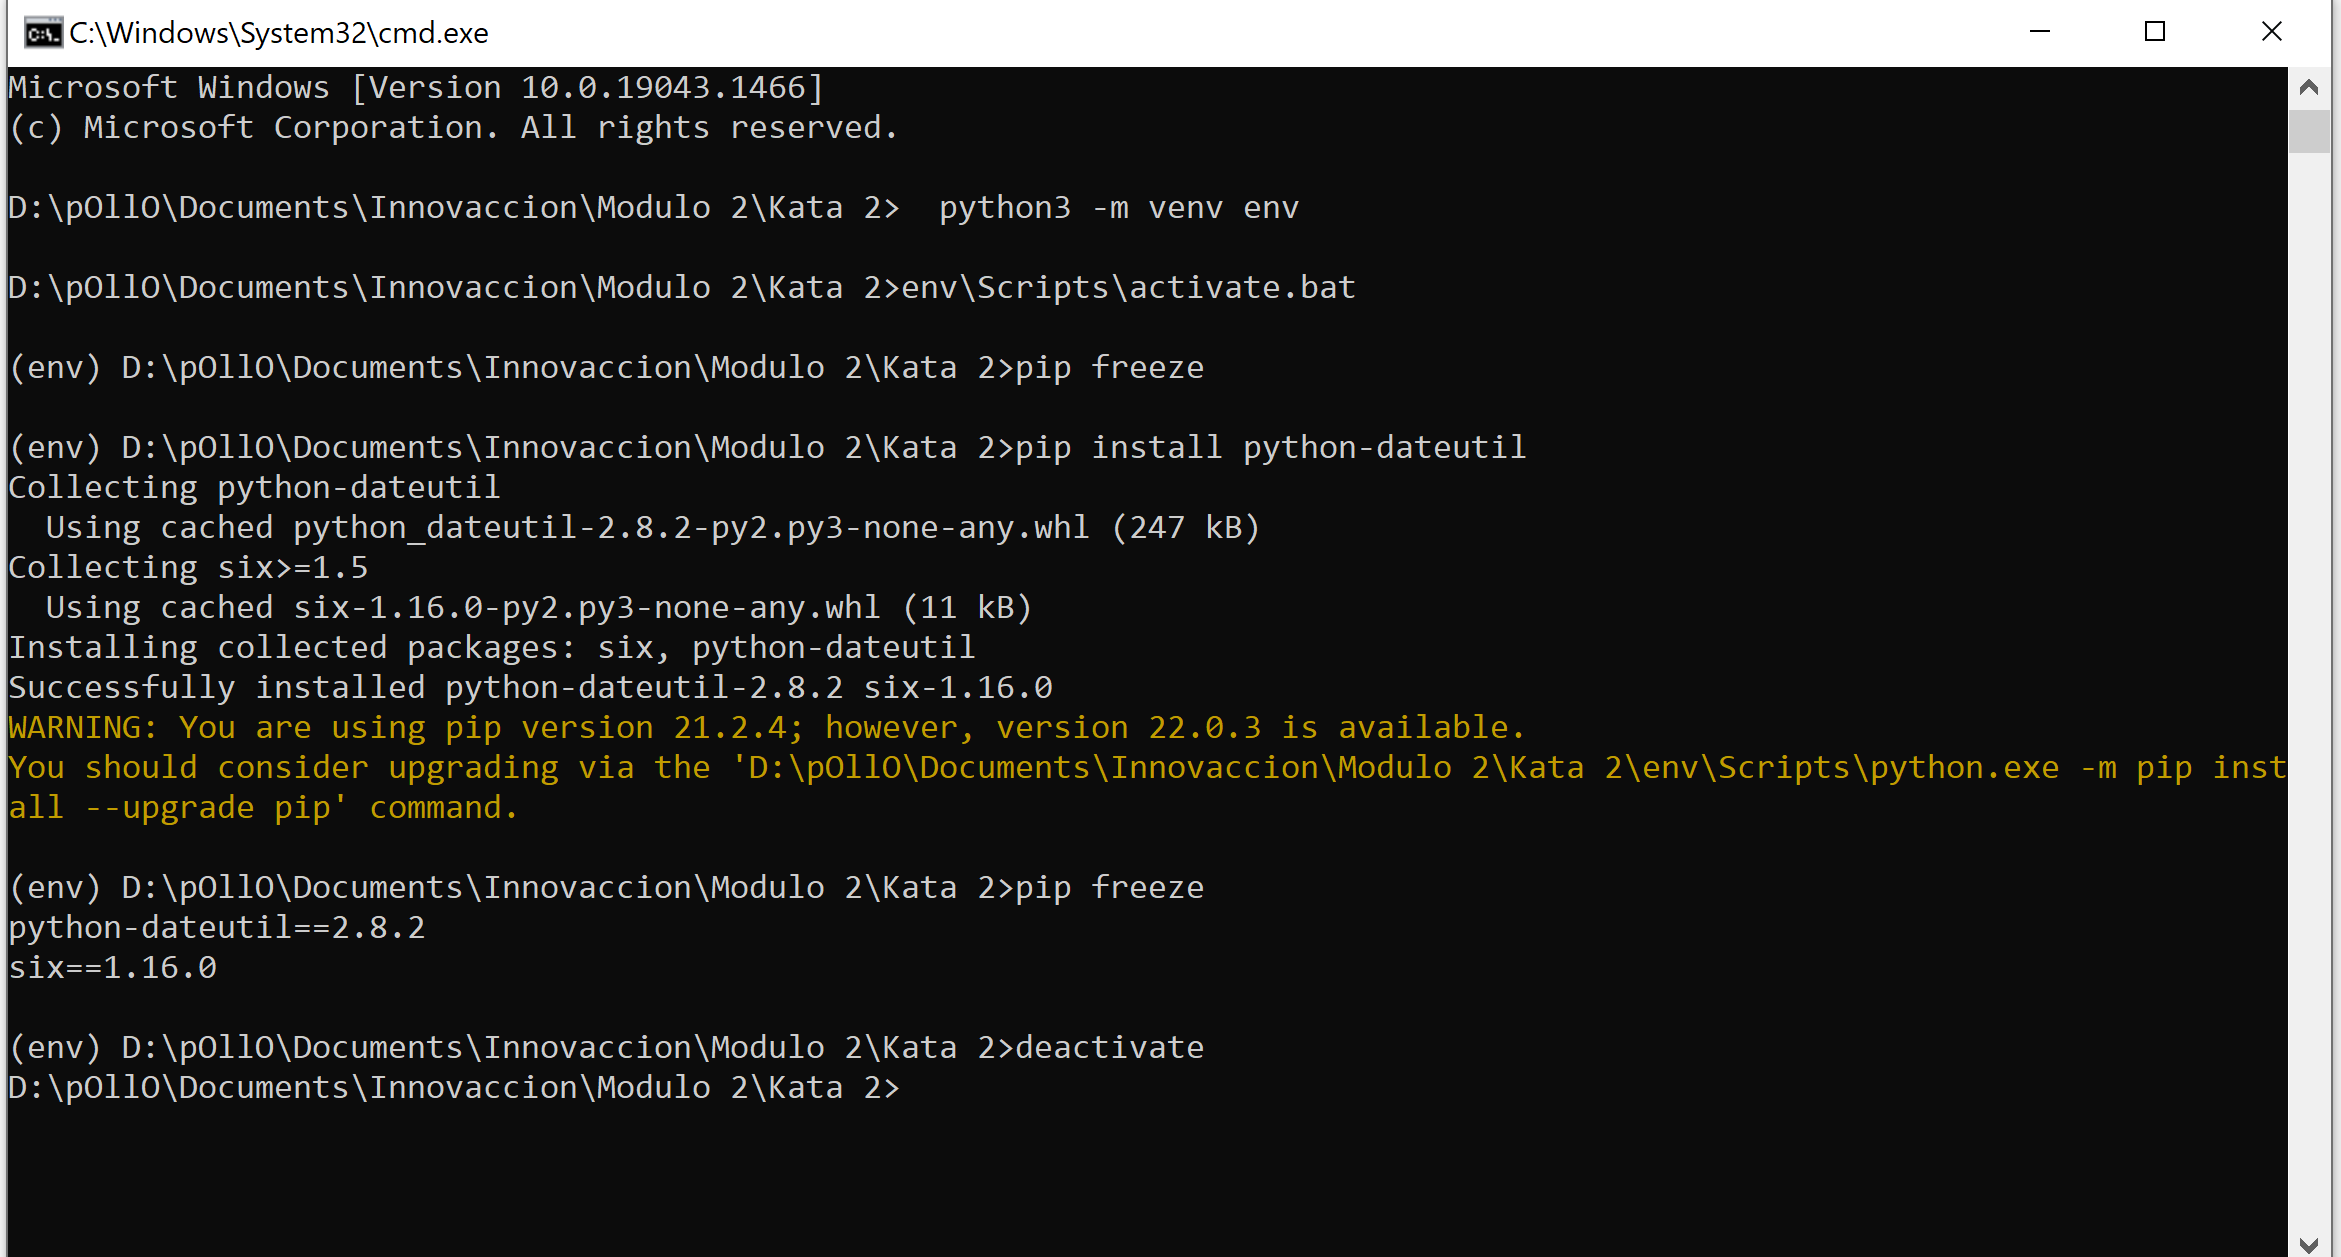 C:\Windows\System32\cmd.exe
Microsoft Windows [Version 10.0.19043.1466]
(c) Microsoft Corporation. All rights reserved.
D:\pOllO\Documents\Innovaccion\Modulo 2\Kata 2>  python3 -m venv env
D:\pOllO\Documents\Innovaccion\Modulo 2\Kata 2>env\Scripts\activate.bat
(env) D:\pOllO\Documents\Innovaccion\Modulo 2\Kata 2>pip freeze
(env) D:\pOllO\Documents\Innovaccion\Modulo 2\Kata 2>pip install python-dateutil
Collecting python-dateutil
  Using cached python_dateutil-2.8.2-py2.py3-none-any.whl (247 kB)
Collecting six>=1.5
  Using cached six-1.16.0-py2.py3-none-any.whl (11 kB)
Installing collected packages: six, python-dateutil
Successfully installed python-dateutil-2.8.2 six-1.16.0
WARNING: You are using pip version 21.2.4; however, version 22.0.3 is available.
You should consider upgrading via the 'D:\pOllO\Documents\Innovaccion\Modulo 2\Kata 2\env\Scripts\python.exe -m pip inst
all --upgrade pip' command.
(env) D:\pOllO\Documents\Innovaccion\Modulo 2\Kata 2>pip freeze
python-dateutil==2.8.2
six==1.16.0
(env) D:\pOllO\Documents\Innovaccion\Modulo 2\Kata 2>deactivate
D:\pOllO\Documents\Innovaccion\Modulo 2\Kata 2>